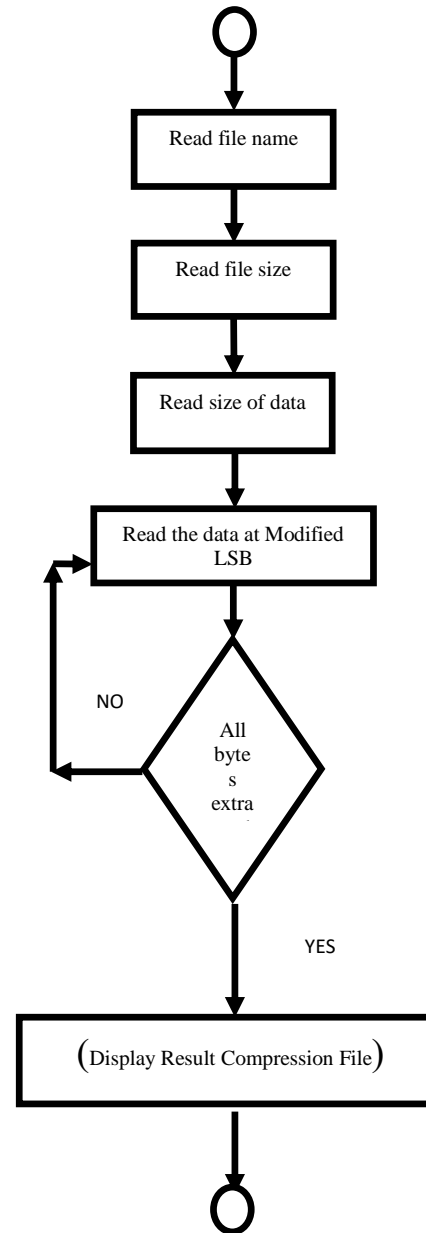 Read file name
Read file size
Read size of data
Read the data at Modified
LSB
NO
All
byte
s
extra
YES
(Display Result Compression File)